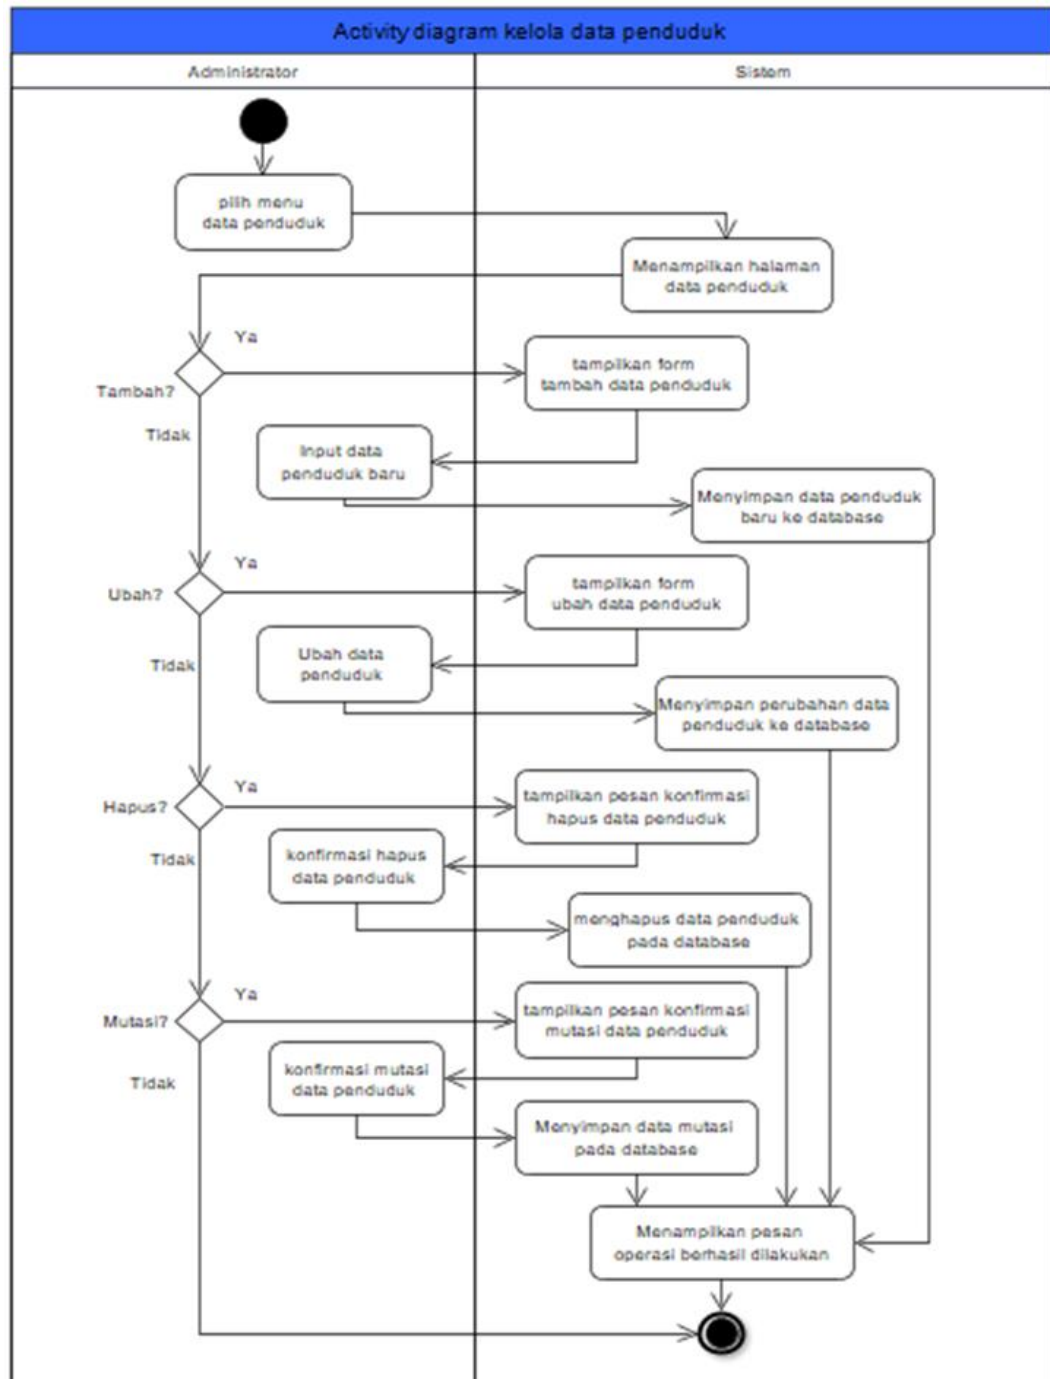 Activity diagram kelola data penduduk
Administrator
Sistem
pilih menu
data penduduk
Menampilkan halaman
data penduduk
Ya
Tambah?
Tidak
tampilkan form
tambah data penduduk
Input data
penduduk baru
Menyimpan data penduduk
baru ke database
Ya
Ubah?
Tidak
tampilkan form
ubah data penduduk
Ubah data
penduduk
Menyimpan perubahan data
penduduk ke database
Ya
Hapus?
Tidak
tampilkan pesan konfirmasi
hapus data penduduk
konfirmasi hapus
data penduduk
menghapus data penduduk
pada database
Ya
Mutasi?
Tidak
tampilkan pesan konfirmasi
mutasi data penduduk
konfirmasi mutasi
data penduduk
Menyimpan data mutasi
pada database
Menampilkan pesan
operasi berhasil dilakukan